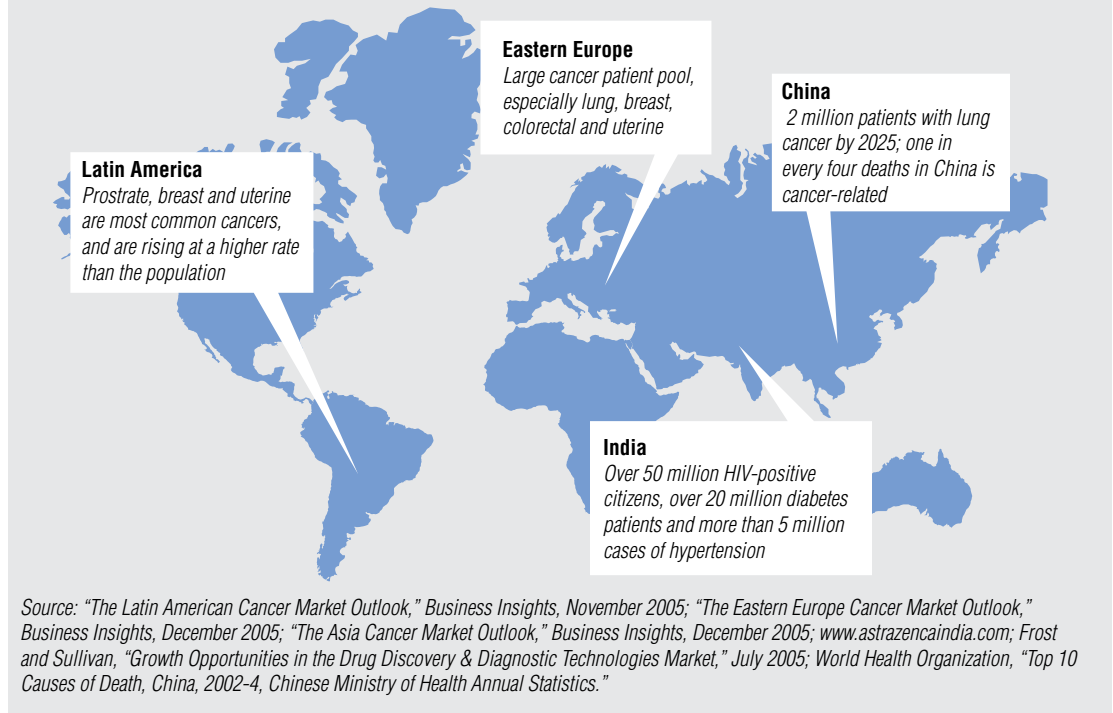 Eastern Europe
Large cancer patient pool,
especially lung, breast,
colorectal and uterine
China
2 million patients with lung
cancer by 2025; one in
every four deaths in China is
cancer-related
Latin America
Prostrate, breast and uterine
are most common cancers,
and are rising at a higher rate
than the population
India
Over 50 million HIV-positive
citizens, over 20 million diabetes
patients and more than 5 million
cases of hypertension
Source: “The Latin American Cancer Market Outlook,” Business Insights, November 2005; “The Eastern Europe Cancer Market Outlook,”
Business Insights, December 2005; “The Asia Cancer Market Outlook,” Business Insights, December 2005; www.astrazencaindia.com; Frost
and Sullivan, “Growth Opportunities in the Drug Discovery & Diagnostic Technologies Market,” July 2005; World Health Organization, “Top 10
Causes of Death, China, 2002-4, Chinese Ministry of Health Annual Statistics.”